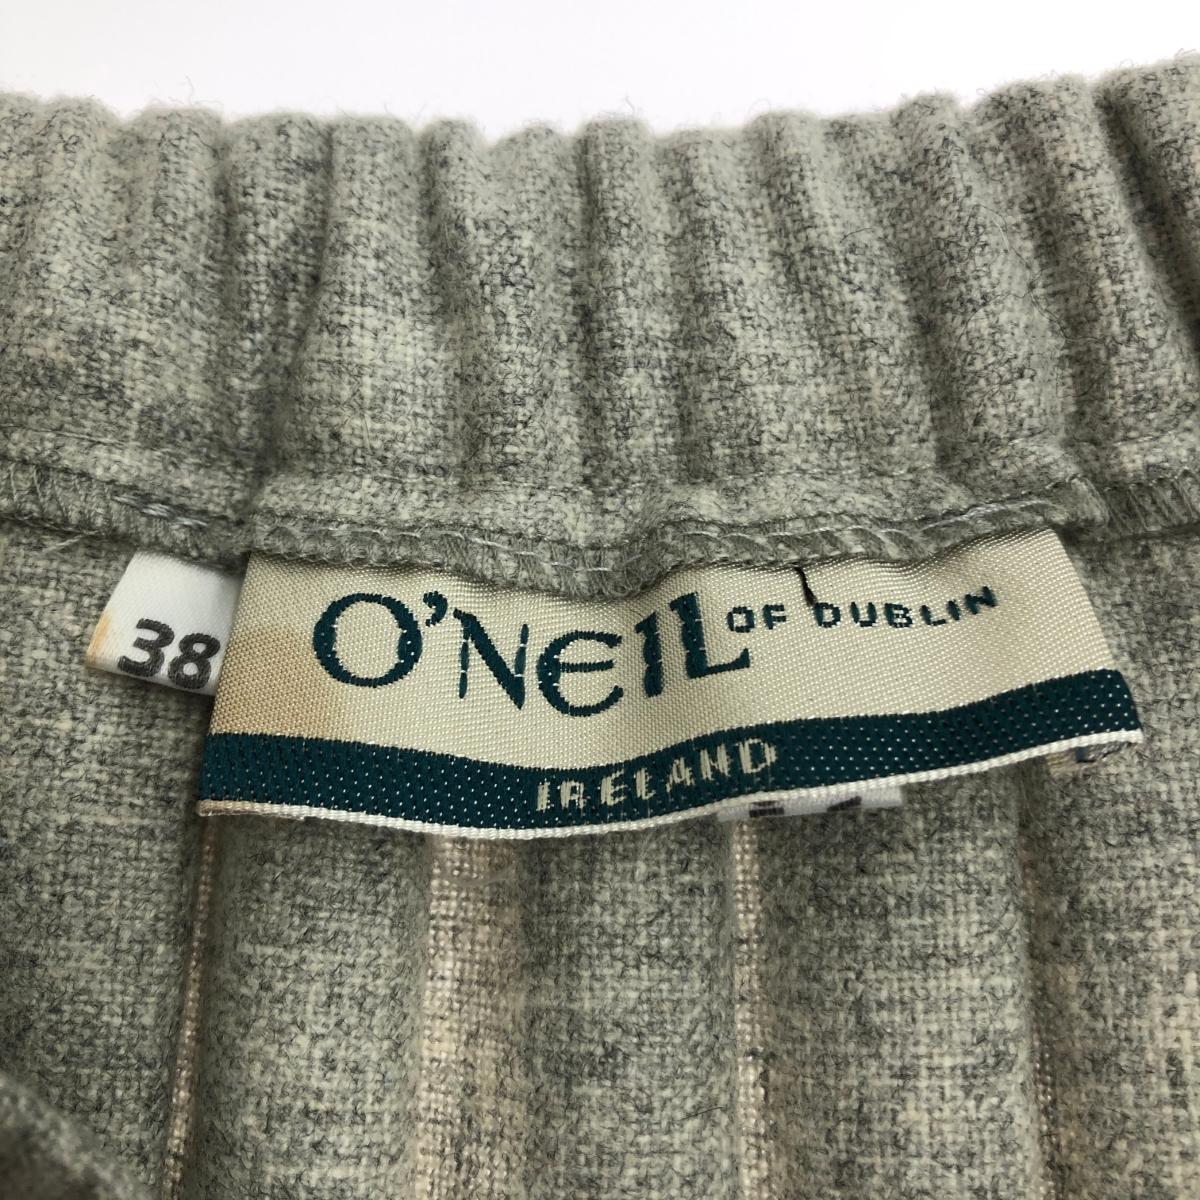 38
O'NEIL OF DUBLIN
IRELAND